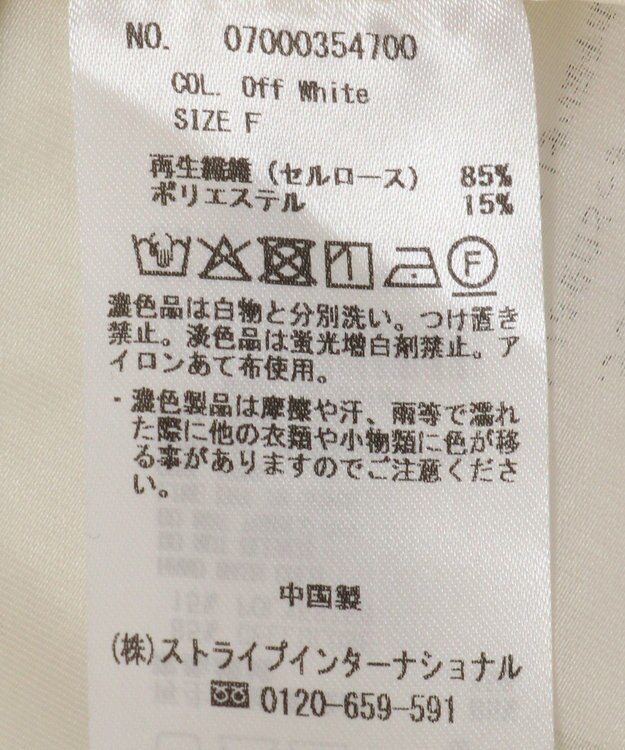 NO. 07000354700
COL. Off White
SIZE F
再生繊維（セルロース） 85%
ポリエステル 15%
F
濃色品は白物と分別洗い。つけ置き
禁止。淡色品は蛍光増白剤禁止。ア
イロンあて布使用。
・濃色製品は摩擦や汗、雨等で濡れ
た際に他の衣類や小物類に色が移
る事がありますのでご注意くださ
い。
中国製
(株)ストライプインターナショナル
0120-659-591